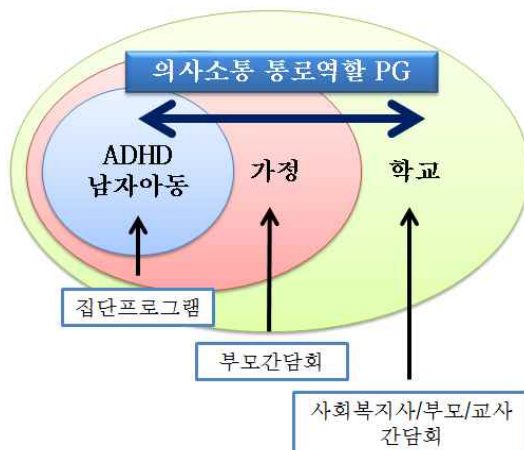 의사소통 통로역할 PG
ADHD
남자아동
가정
학교
집단프로그램
부모간담회
사회복지사/부모/교사
간담회